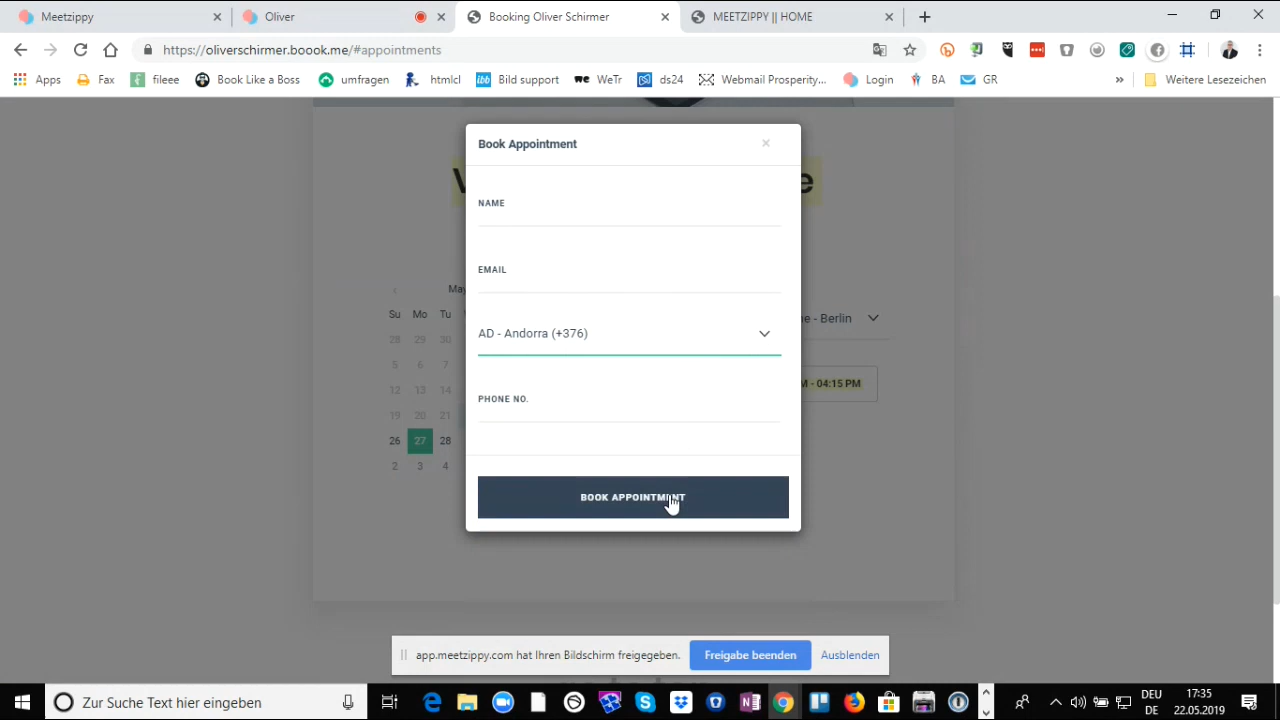 Meetzippy
Oliver
Booking Oliver Schirmer
MEETZIPPY || HOME
https://oliverschirmer.boook.me/#appointments
Apps
Fax
fileee
Book Like a Boss
umfragen
htmlcl
ibb Bild support
WeTr
ds24
Webmail Prosperity...
Login
BA
GR
»
Weitere Lesezeichen
Book Appointment
NAME
EMAIL
May
Su Mo Tu
28 29 30
5 6 7
12 13 14
19 20 21
26 27 28
2 3 4
AD - Andorra (+376)
- Berlin
- 04:15 PM
PHONE NO.
BOOK APPOINTMENT
app.meetzippy.com hat Ihren Bildschirm freigegeben.
Freigabe beenden
Ausblenden
Zur Suche Text hier eingeben
DEU
DE
17:35
22.05.2019